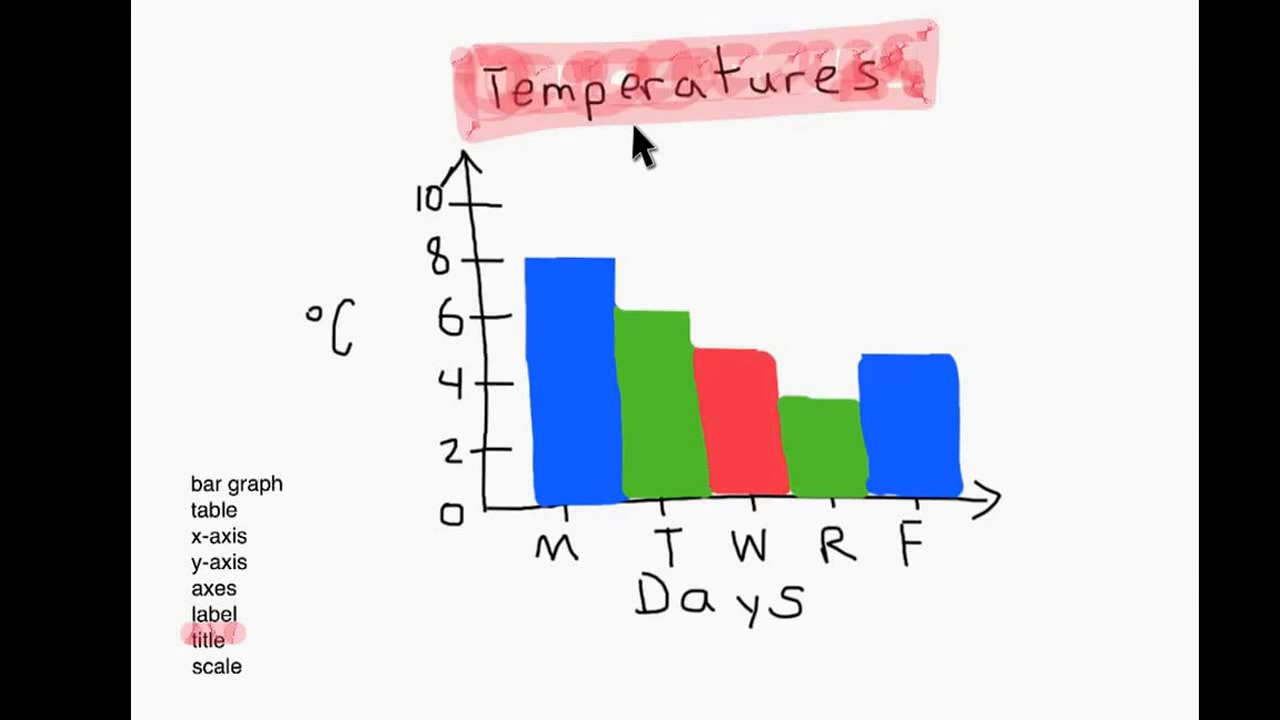 Temperatures
10
8
6
°C
4
2
0
M T W R F
Days
bar graph
table
x-axis
y-axis
axes
label
title
scale